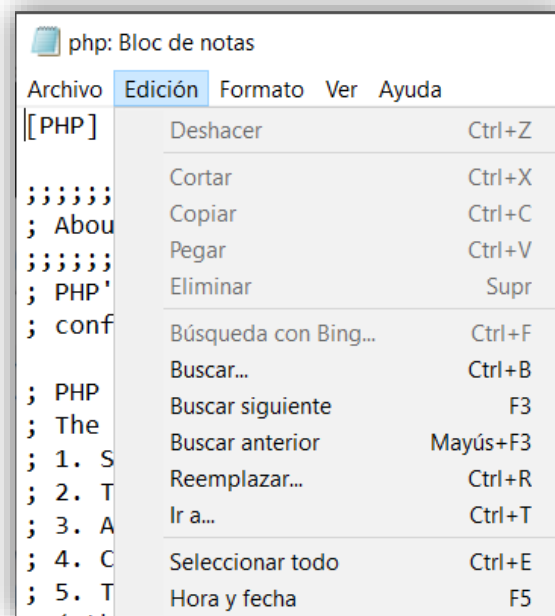 php: Bloc de notas
Archivo Edición Formato Ver Ayuda
[PHP]
Deshacer Ctrl+Z
Cortar Ctrl+X
;;;;;;
Copiar Ctrl+C
; Abou
Pegar Ctrl+V
;;;;;;
Eliminar Supr
; PHP'
; conf
Búsqueda con Bing... Ctrl+F
Buscar... Ctrl+B
; PHP
Buscar siguiente F3
; The
Buscar anterior Mayús+F3
; 1. S
Reemplazar... Ctrl+R
; 2. T
Ir a... Ctrl+T
; 3. A
; 4. C
Seleccionar todo Ctrl+E
; 5. T
Hora y fecha F5